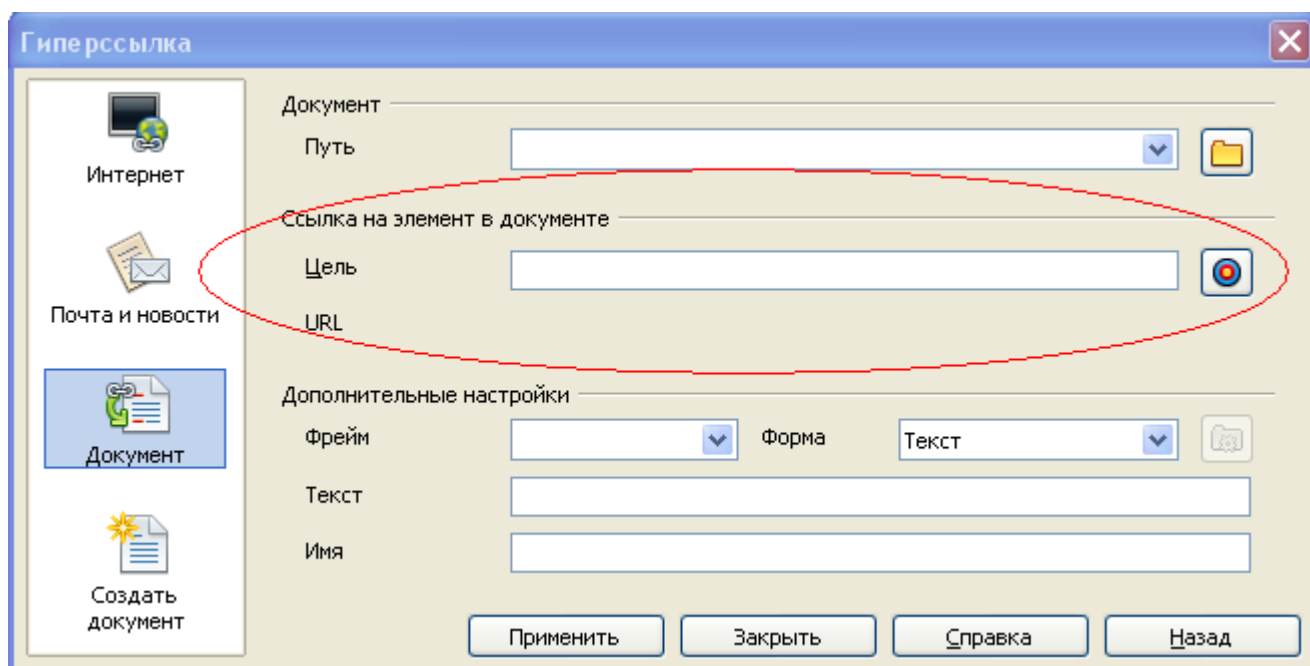 Гиперссылка
Интернет
Почта и новости
Документ
Создать
документ
Документ
Путь
Ссылка на элемент в документе
Цель
URL
Дополнительные настройки
Фрейм
Форма
Текст
Текст
Имя
Применить
Закрыть
Справка
Назад